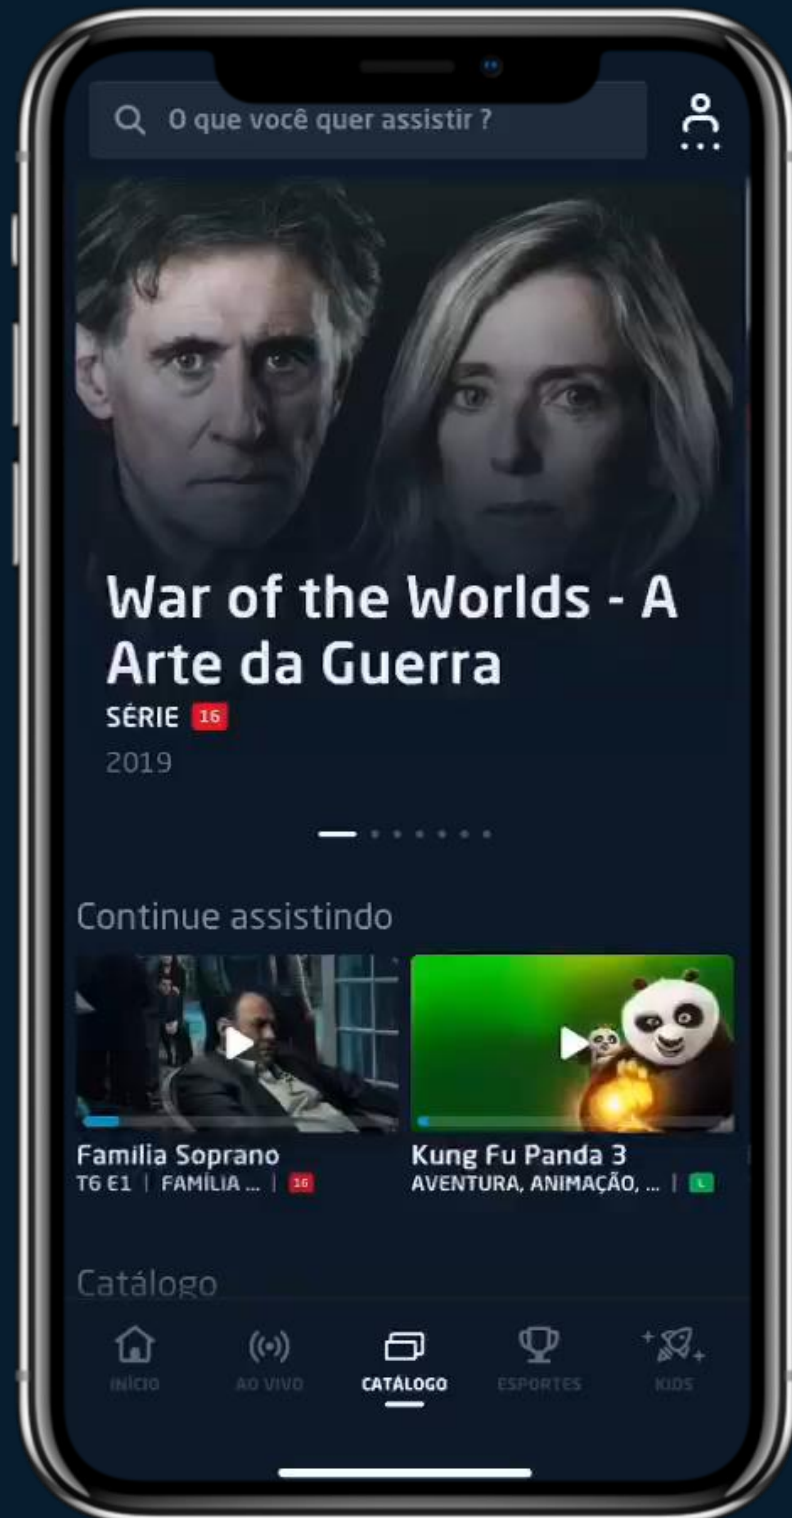 O que você quer assistir ?
War of the Worlds - A
Arte da Guerra
SÉRIE 16
2019
Continue assistindo
Família Soprano
T6 E1 | FAMÍLIA ... | 16
Kung Fu Panda 3
AVENTURA, ANIMAÇÃO, ... | L
Catálogo
INÍCIO
AO VIVO
CATÁLOGO
ESPORTES
KIDS